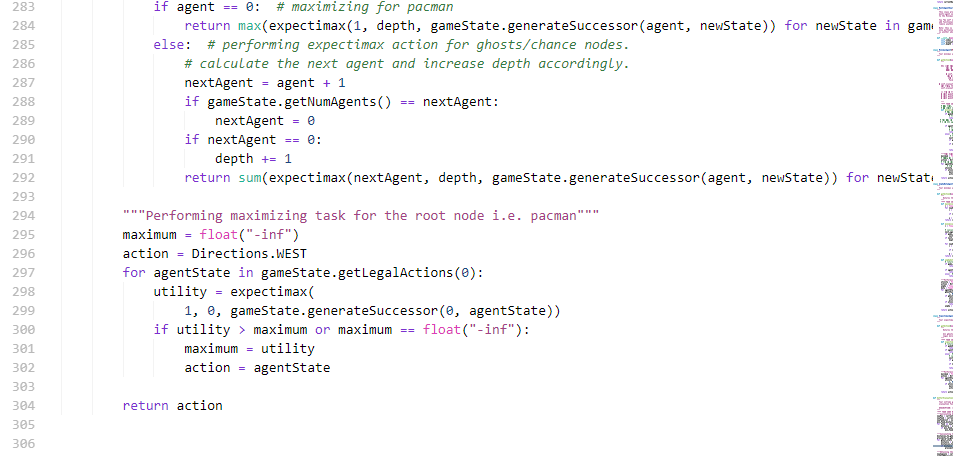 283 if agent == 0:  # maximizing for pacman
284 return max(expectimax(1, depth, gameState.generateSuccessor(agent, newState)) for newState in gam
285 else:  # performing expectimax action for ghosts/chance nodes.
286 # calculate the next agent and increase depth accordingly.
287 nextAgent = agent + 1
288 if gameState.getNumAgents() == nextAgent:
289 nextAgent = 0
290 if nextAgent == 0:
291 depth += 1
292 return sum(expectimax(nextAgent, depth, gameState.generateSuccessor(agent, newState)) for newStat
293
294 """Performing maximizing task for the root node i.e. pacman"""
295 maximum = float("-inf")
296 action = Directions.WEST
297 for agentState in gameState.getLegalActions(0):
298 utility = expectimax(
299 1, 0, gameState.generateSuccessor(0, agentState))
300 if utility > maximum or maximum == float("-inf"):
301 maximum = utility
302 action = agentState
303
304 return action
305
306